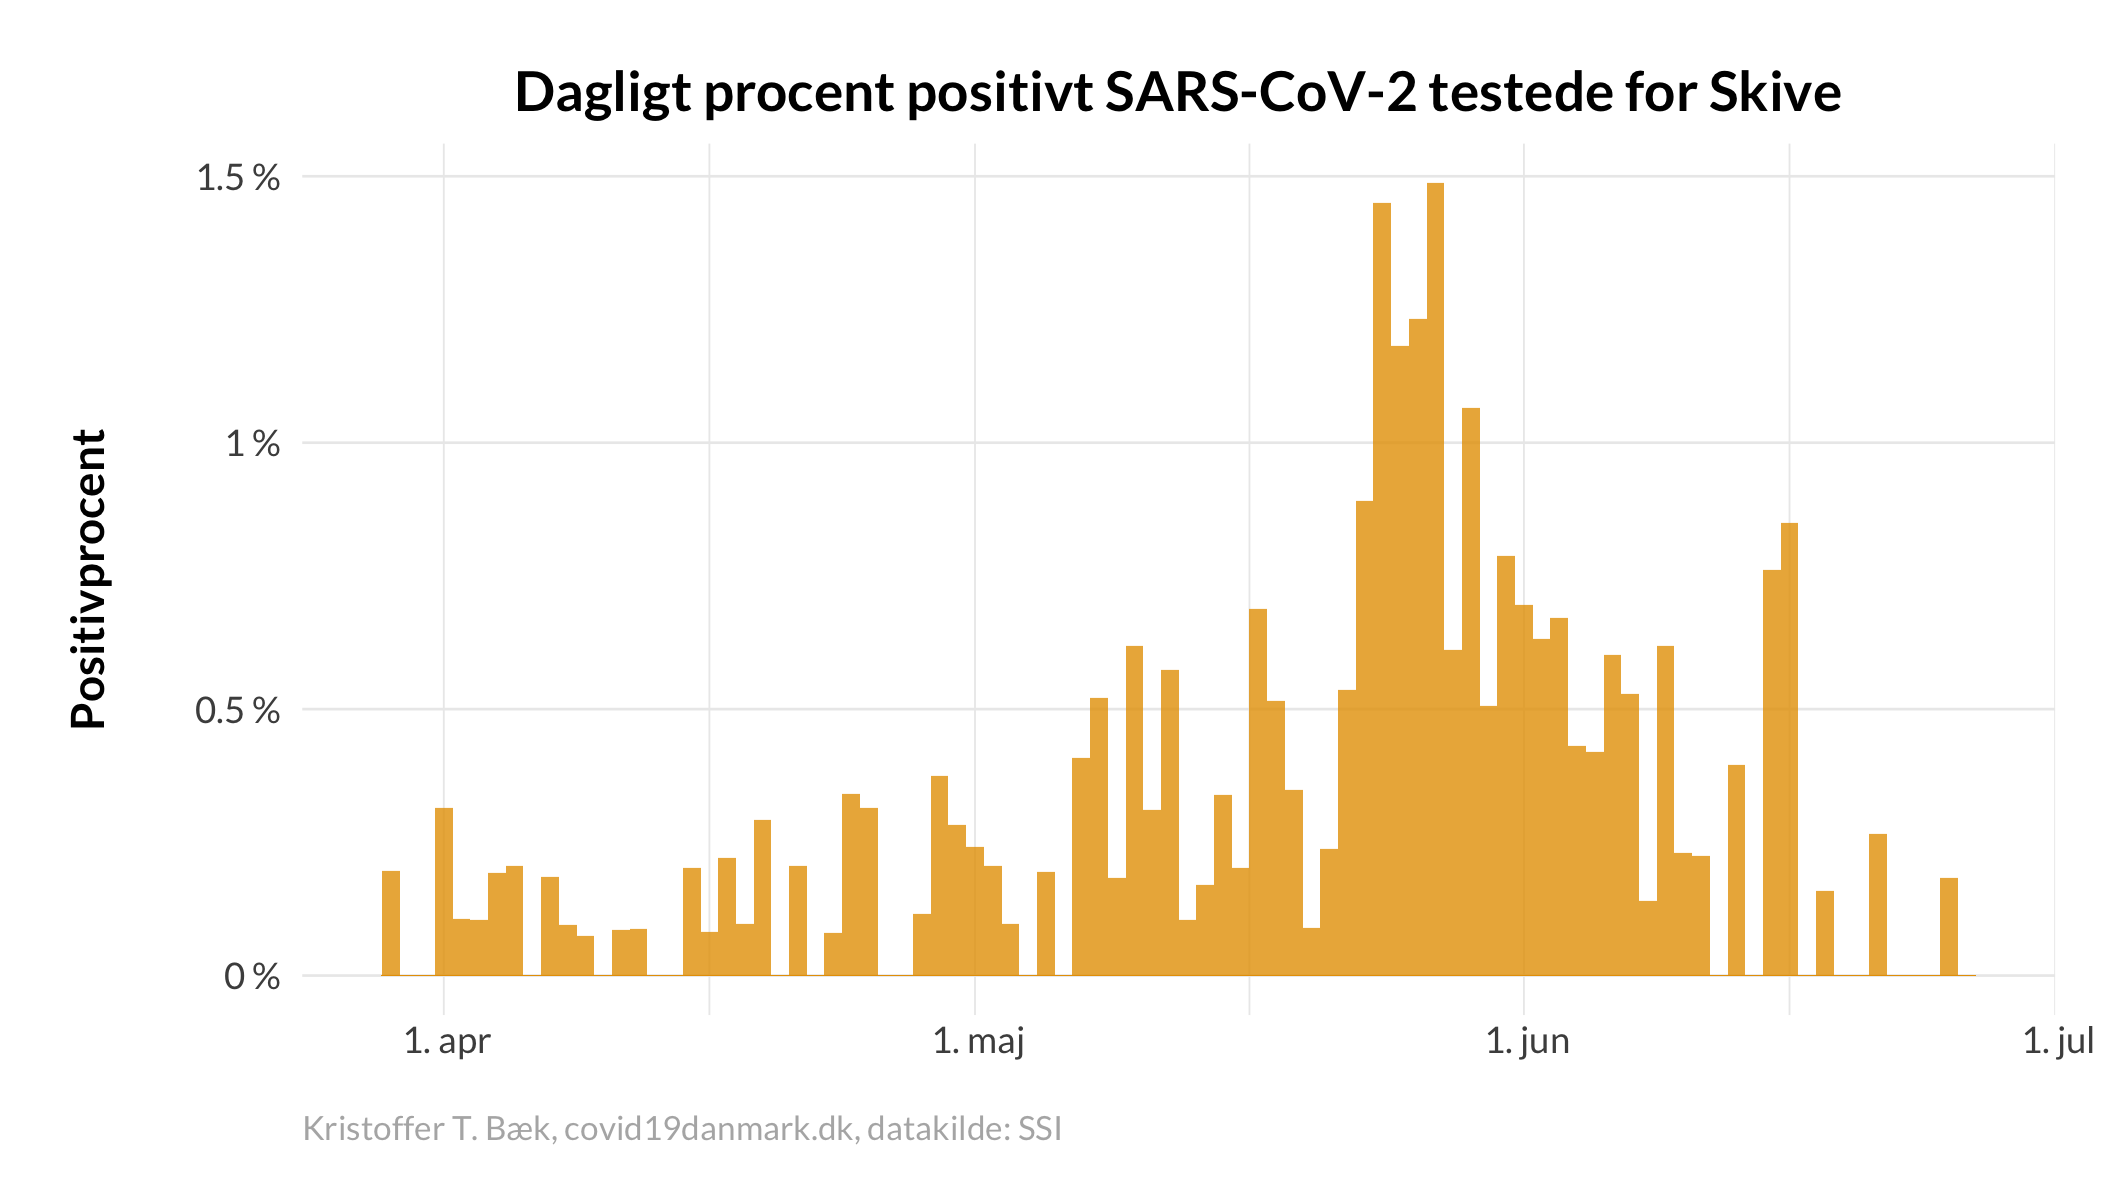 Dagligt procent positivt SARS-CoV-2 testede for Skive
Positivprocent
1.5 %
1 %
0.5 %
0 %
1. apr
1. maj
1. jun
1. jul
Kristoffer T. Bæk, covid19danmark.dk, datakilde: SSI